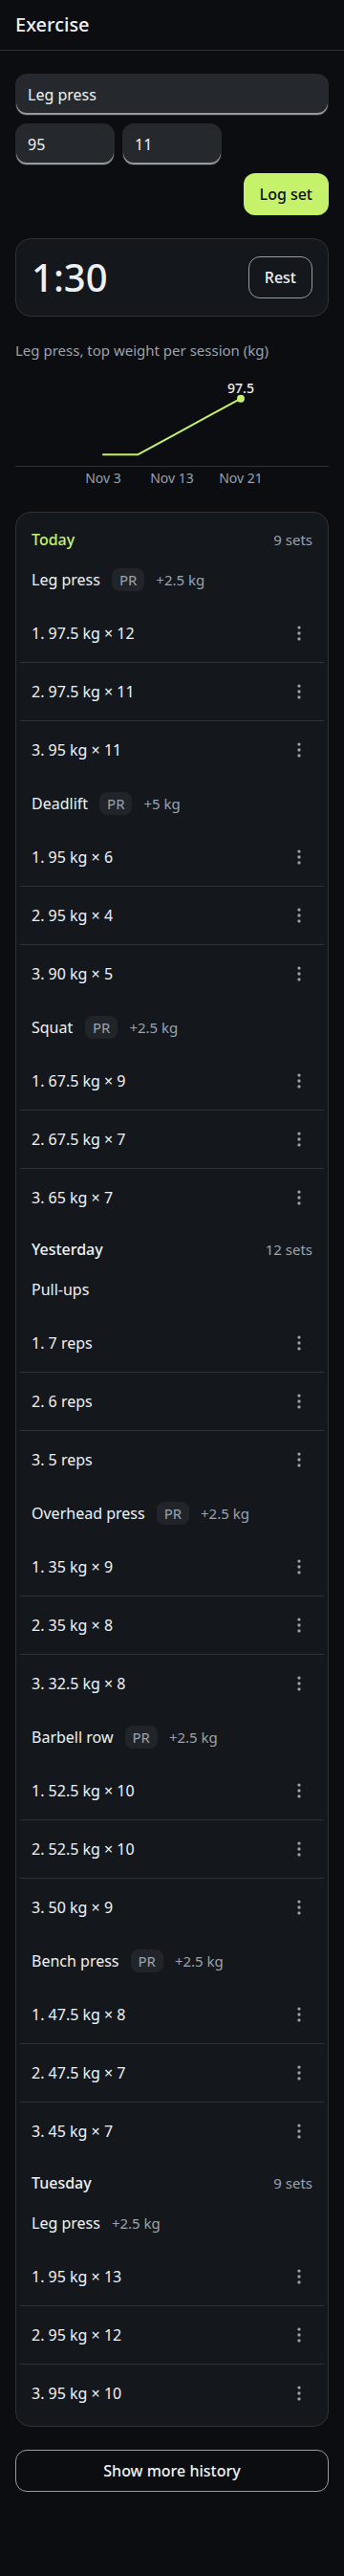 Exercise
Leg press
95 11
Log set
1:30 Rest
Leg press, top weight per session (kg)
97.5
Nov 3 Nov 13 Nov 21
Today 9 sets
Leg press PR +2.5 kg
1. 97.5 kg × 12
2. 97.5 kg × 11
3. 95 kg × 11
Deadlift PR +5 kg
1. 95 kg × 6
2. 95 kg × 4
3. 90 kg × 5
Squat PR +2.5 kg
1. 67.5 kg × 9
2. 67.5 kg × 7
3. 65 kg × 7
Yesterday 12 sets
Pull-ups
1. 7 reps
2. 6 reps
3. 5 reps
Overhead press PR +2.5 kg
1. 35 kg × 9
2. 35 kg × 8
3. 32.5 kg × 8
Barbell row PR +2.5 kg
1. 52.5 kg × 10
2. 52.5 kg × 10
3. 50 kg × 9
Bench press PR +2.5 kg
1. 47.5 kg × 8
2. 47.5 kg × 7
3. 45 kg × 7
Tuesday 9 sets
Leg press +2.5 kg
1. 95 kg × 13
2. 95 kg × 12
3. 95 kg × 10
Show more history